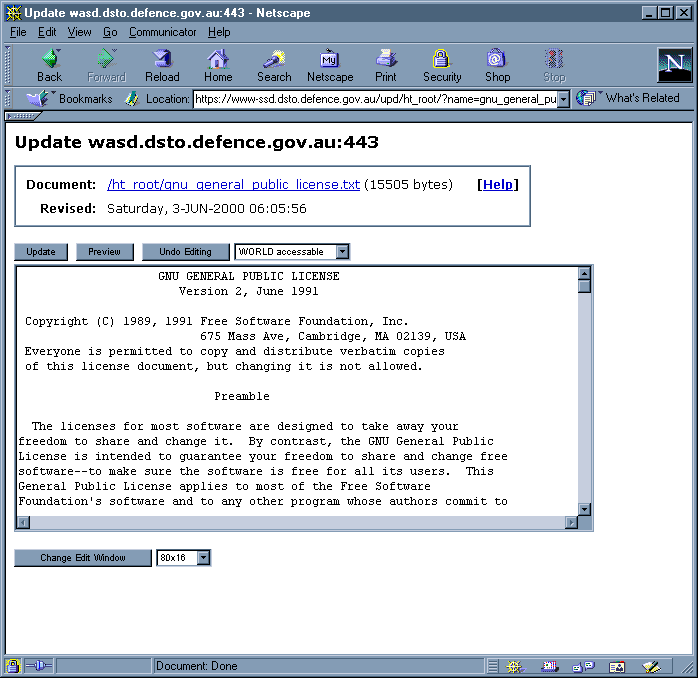 Update wasd.dsto.defence.gov.au:443 - Netscape
File Edit View Go Communicator Help
Back Forward Reload Home Search Netscape Print Security Shop Stop
Bookmarks Location: https://www-ssd.dsto.defence.gov.au/upd/ht_root/?name=gnu_general_pu What's Related
Update wasd.dsto.defence.gov.au:443
Document: /ht_root/gnu_general_public_license.txt (15505 bytes) [Help]
Revised: Saturday, 3-JUN-2000 06:05:56
Update Preview Undo Editing WORLD accessable
GNU GENERAL PUBLIC LICENSE
Version 2, June 1991
Copyright (C) 1989, 1991 Free Software Foundation, Inc.
675 Mass Ave, Cambridge, MA 02139, USA
Everyone is permitted to copy and distribute verbatim copies
of this license document, but changing it is not allowed.
Preamble
The licenses for most software are designed to take away your
freedom to share and change it. By contrast, the GNU General Public
License is intended to guarantee your freedom to share and change free
software--to make sure the software is free for all its users. This
General Public License applies to most of the Free Software
Foundation's software and to any other program whose authors commit to
Change Edit Window 80x16
Document: Done